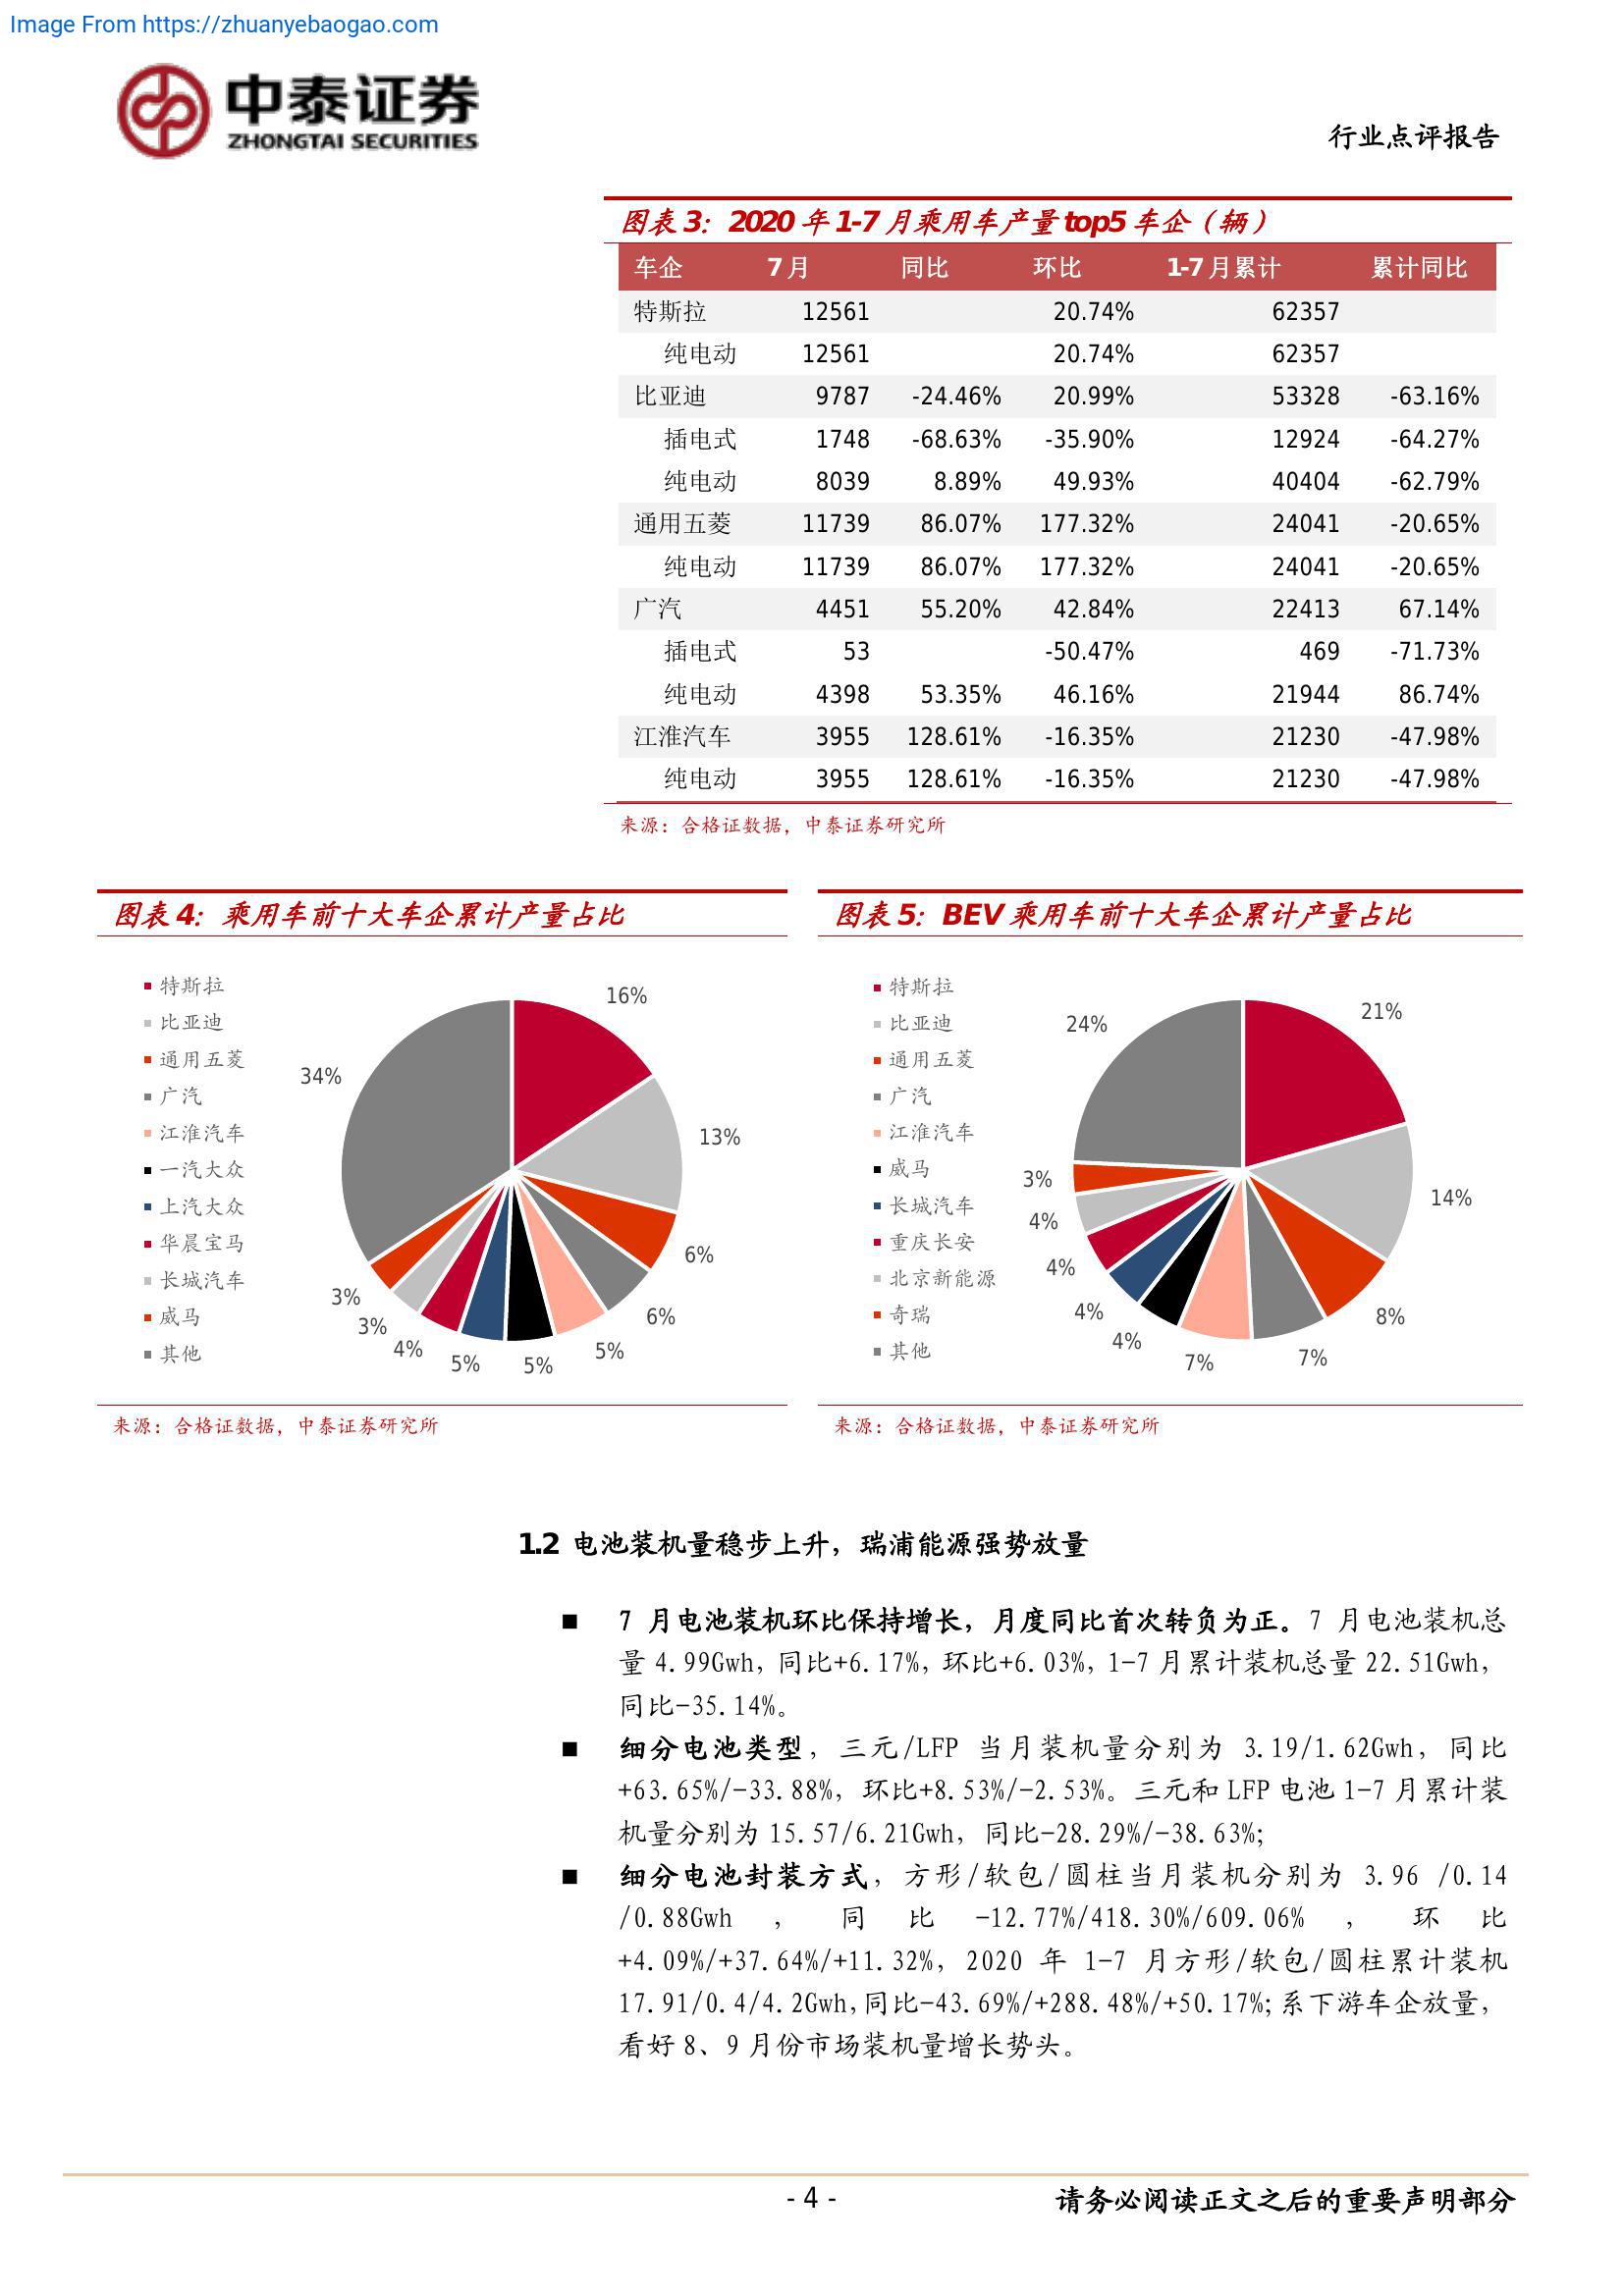 Image From https://zhuanyebaogao.com
中泰证券
ZHONGTAI SECURITIES
行业点评报告
图表 3：2020 年 1-7 月乘用车产量 top5 车企（辆）
车企 7 月 同比 环比 1-7 月累计 累计同比
特斯拉 12561 20.74% 62357
纯电动 12561 20.74% 62357
比亚迪 9787 -24.46% 20.99% 53328 -63.16%
插电式 1748 -68.63% -35.90% 12924 -64.27%
纯电动 8039 8.89% 49.93% 40404 -62.79%
通用五菱 11739 86.07% 177.32% 24041 -20.65%
纯电动 11739 86.07% 177.32% 24041 -20.65%
广汽 4451 55.20% 42.84% 22413 67.14%
插电式 53 -50.47% 469 -71.73%
纯电动 4398 53.35% 46.16% 21944 86.74%
江淮汽车 3955 128.61% -16.35% 21230 -47.98%
纯电动 3955 128.61% -16.35% 21230 -47.98%
来源：合格证数据，中泰证券研究所
图表 4：乘用车前十大车企累计产量占比
特斯拉
比亚迪
通用五菱
广汽
江淮汽车
一汽大众
上汽大众
华晨宝马
长城汽车
威马
其他
16%
13%
6%
6%
5%
5%
5%
4%
3%
3%
34%
来源：合格证数据，中泰证券研究所
图表 5：BEV 乘用车前十大车企累计产量占比
特斯拉
比亚迪
通用五菱
广汽
江淮汽车
威马
长城汽车
重庆长安
北京新能源
奇瑞
其他
21%
14%
8%
7%
7%
4%
4%
4%
4%
3%
24%
来源：合格证数据，中泰证券研究所
1.2 电池装机量稳步上升，瑞浦能源强势放量
■ 7 月电池装机环比保持增长，月度同比首次转负为正。7 月电池装机总
量 4.99Gwh，同比+6.17%，环比+6.03%，1-7 月累计装机总量 22.51Gwh，
同比-35.14%。
■ 细分电池类型，三元/LFP 当月装机量分别为 3.19/1.62Gwh，同比
+63.65%/-33.88%，环比+8.53%/-2.53%。三元和 LFP 电池 1-7 月累计装
机量分别为 15.57/6.21Gwh，同比-28.29%/-38.63%;
■ 细分电池封装方式，方形/软包/圆柱当月装机分别为 3.96 /0.14
/0.88Gwh ， 同 比 -12.77%/418.30%/609.06% ， 环 比
+4.09%/+37.64%/+11.32%，2020 年 1-7 月方形/软包/圆柱累计装机
17.91/0.4/4.2Gwh,同比-43.69%/+288.48%/+50.17%;系下游车企放量，
看好 8、9 月份市场装机量增长势头。
- 4 -
请务必阅读正文之后的重要声明部分